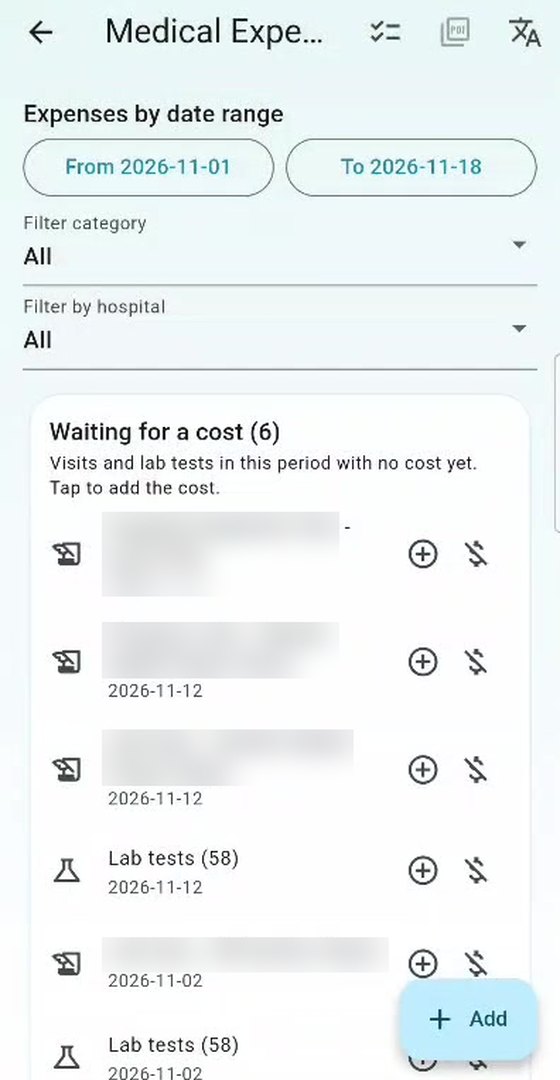 Medical Expe...
Expenses by date range
From 2026-11-01
To 2026-11-18
Filter category
All
Filter by hospital
All
Waiting for a cost (6)
Visits and lab tests in this period with no cost yet.
Tap to add the cost.
-
2026-11-12
2026-11-12
Lab tests (58)
2026-11-12
2026-11-02
+ Add
Lab tests (58)
2026-11-02